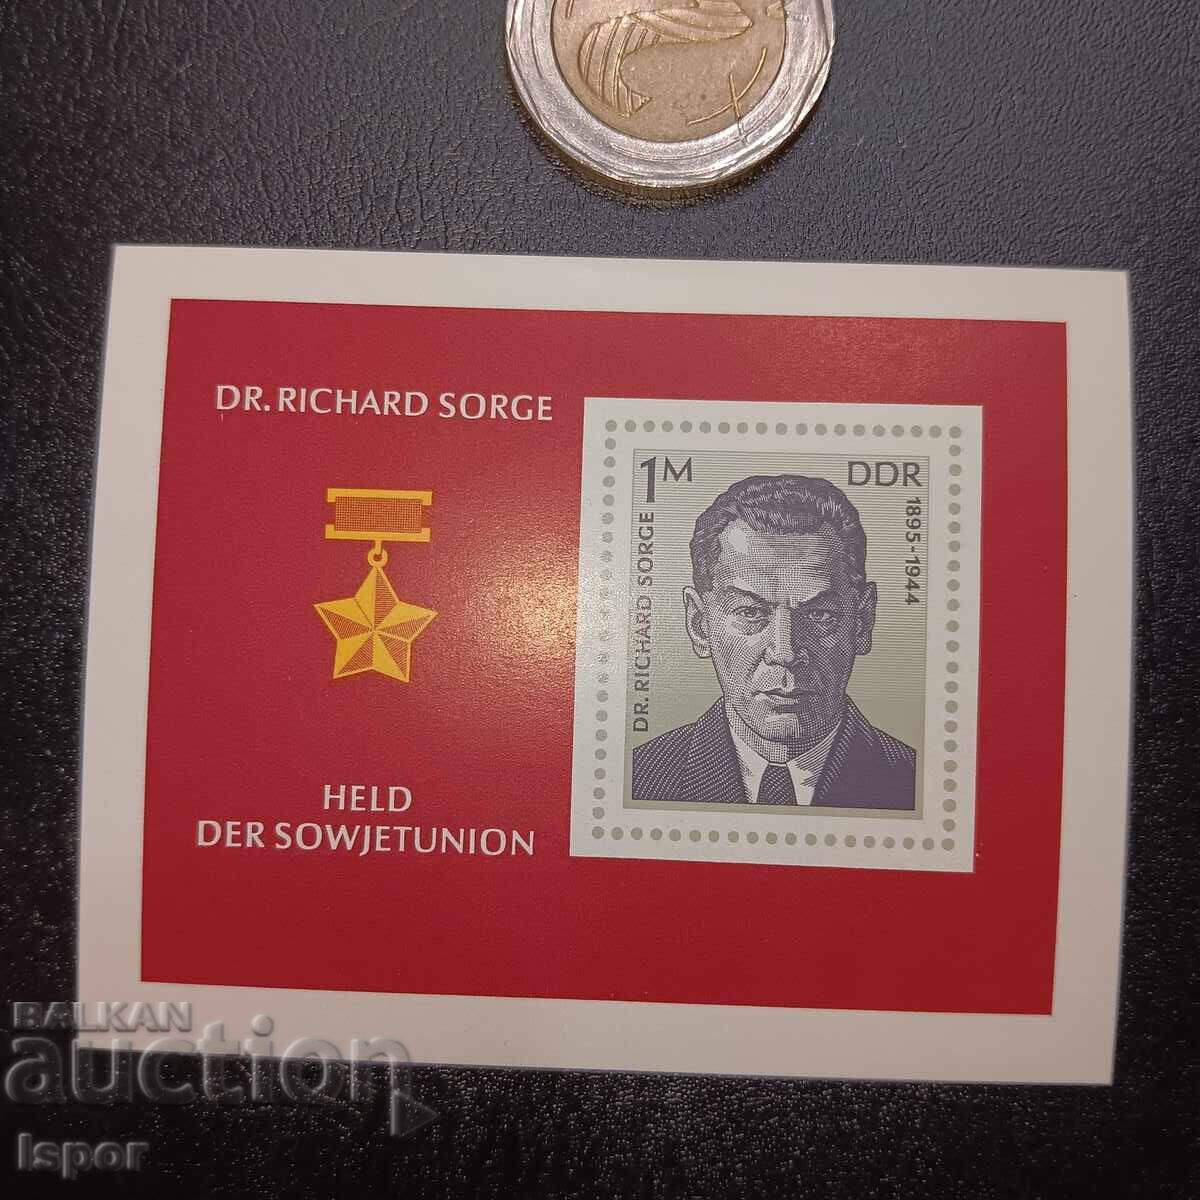 DR. RICHARD SORGE
HELD
DER SOWJETUNION
1M
DDR
DR. RICHARD SORGE
1895-1944
BALKAN
auction
Ispor